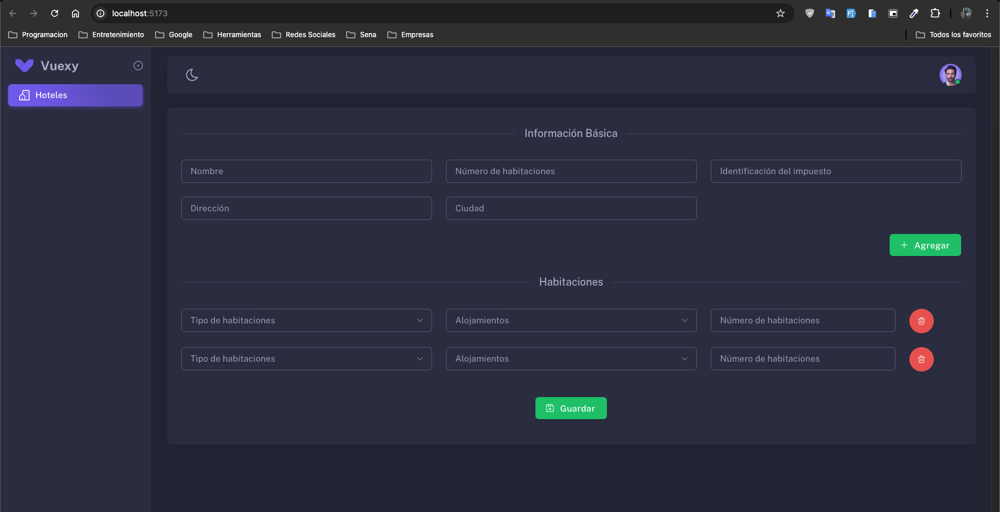 localhost:5173
Programacion Entretenimiento Google Herramientas Redes Sociales Sena Empresas Todos los favoritos
Vuexy
Hoteles
Información Básica
Nombre Número de habitaciones Identificación del impuesto
Dirección Ciudad
Agregar
Habitaciones
Tipo de habitaciones Alojamientos Número de habitaciones
Tipo de habitaciones Alojamientos Número de habitaciones
Guardar